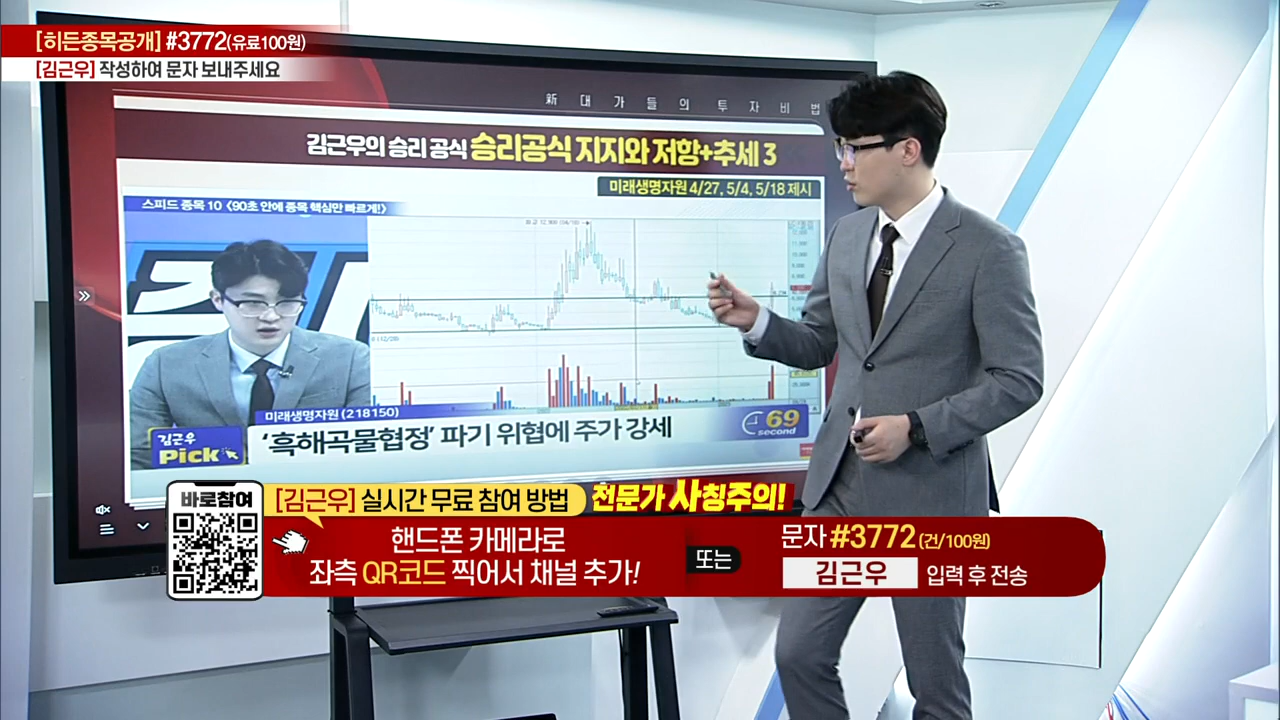 [히든종목공개] #3772(유료100원)
[김근우] 작성하여 문자 보내주세요
新 대 가 들 의 투 자 비 법
김근우의 승리 공식 승리공식 지지와 저항+추세 3
미래생명자원 4/27, 5/4, 5/18 제시
스피드 종목 10 〈90초 안에 종목 핵심만 빠르게!〉
미래생명자원 (218150)
김근우
Pick
'흑해곡물협정' 파기 위협에 주가 강세
69
second
바로참여
[김근우] 실시간 무료 참여 방법
전문가 사칭주의!
핸드폰 카메라로
좌측 QR코드 찍어서 채널 추가!
또는
문자 #3772 (건/100원)
김근우 입력 후 전송